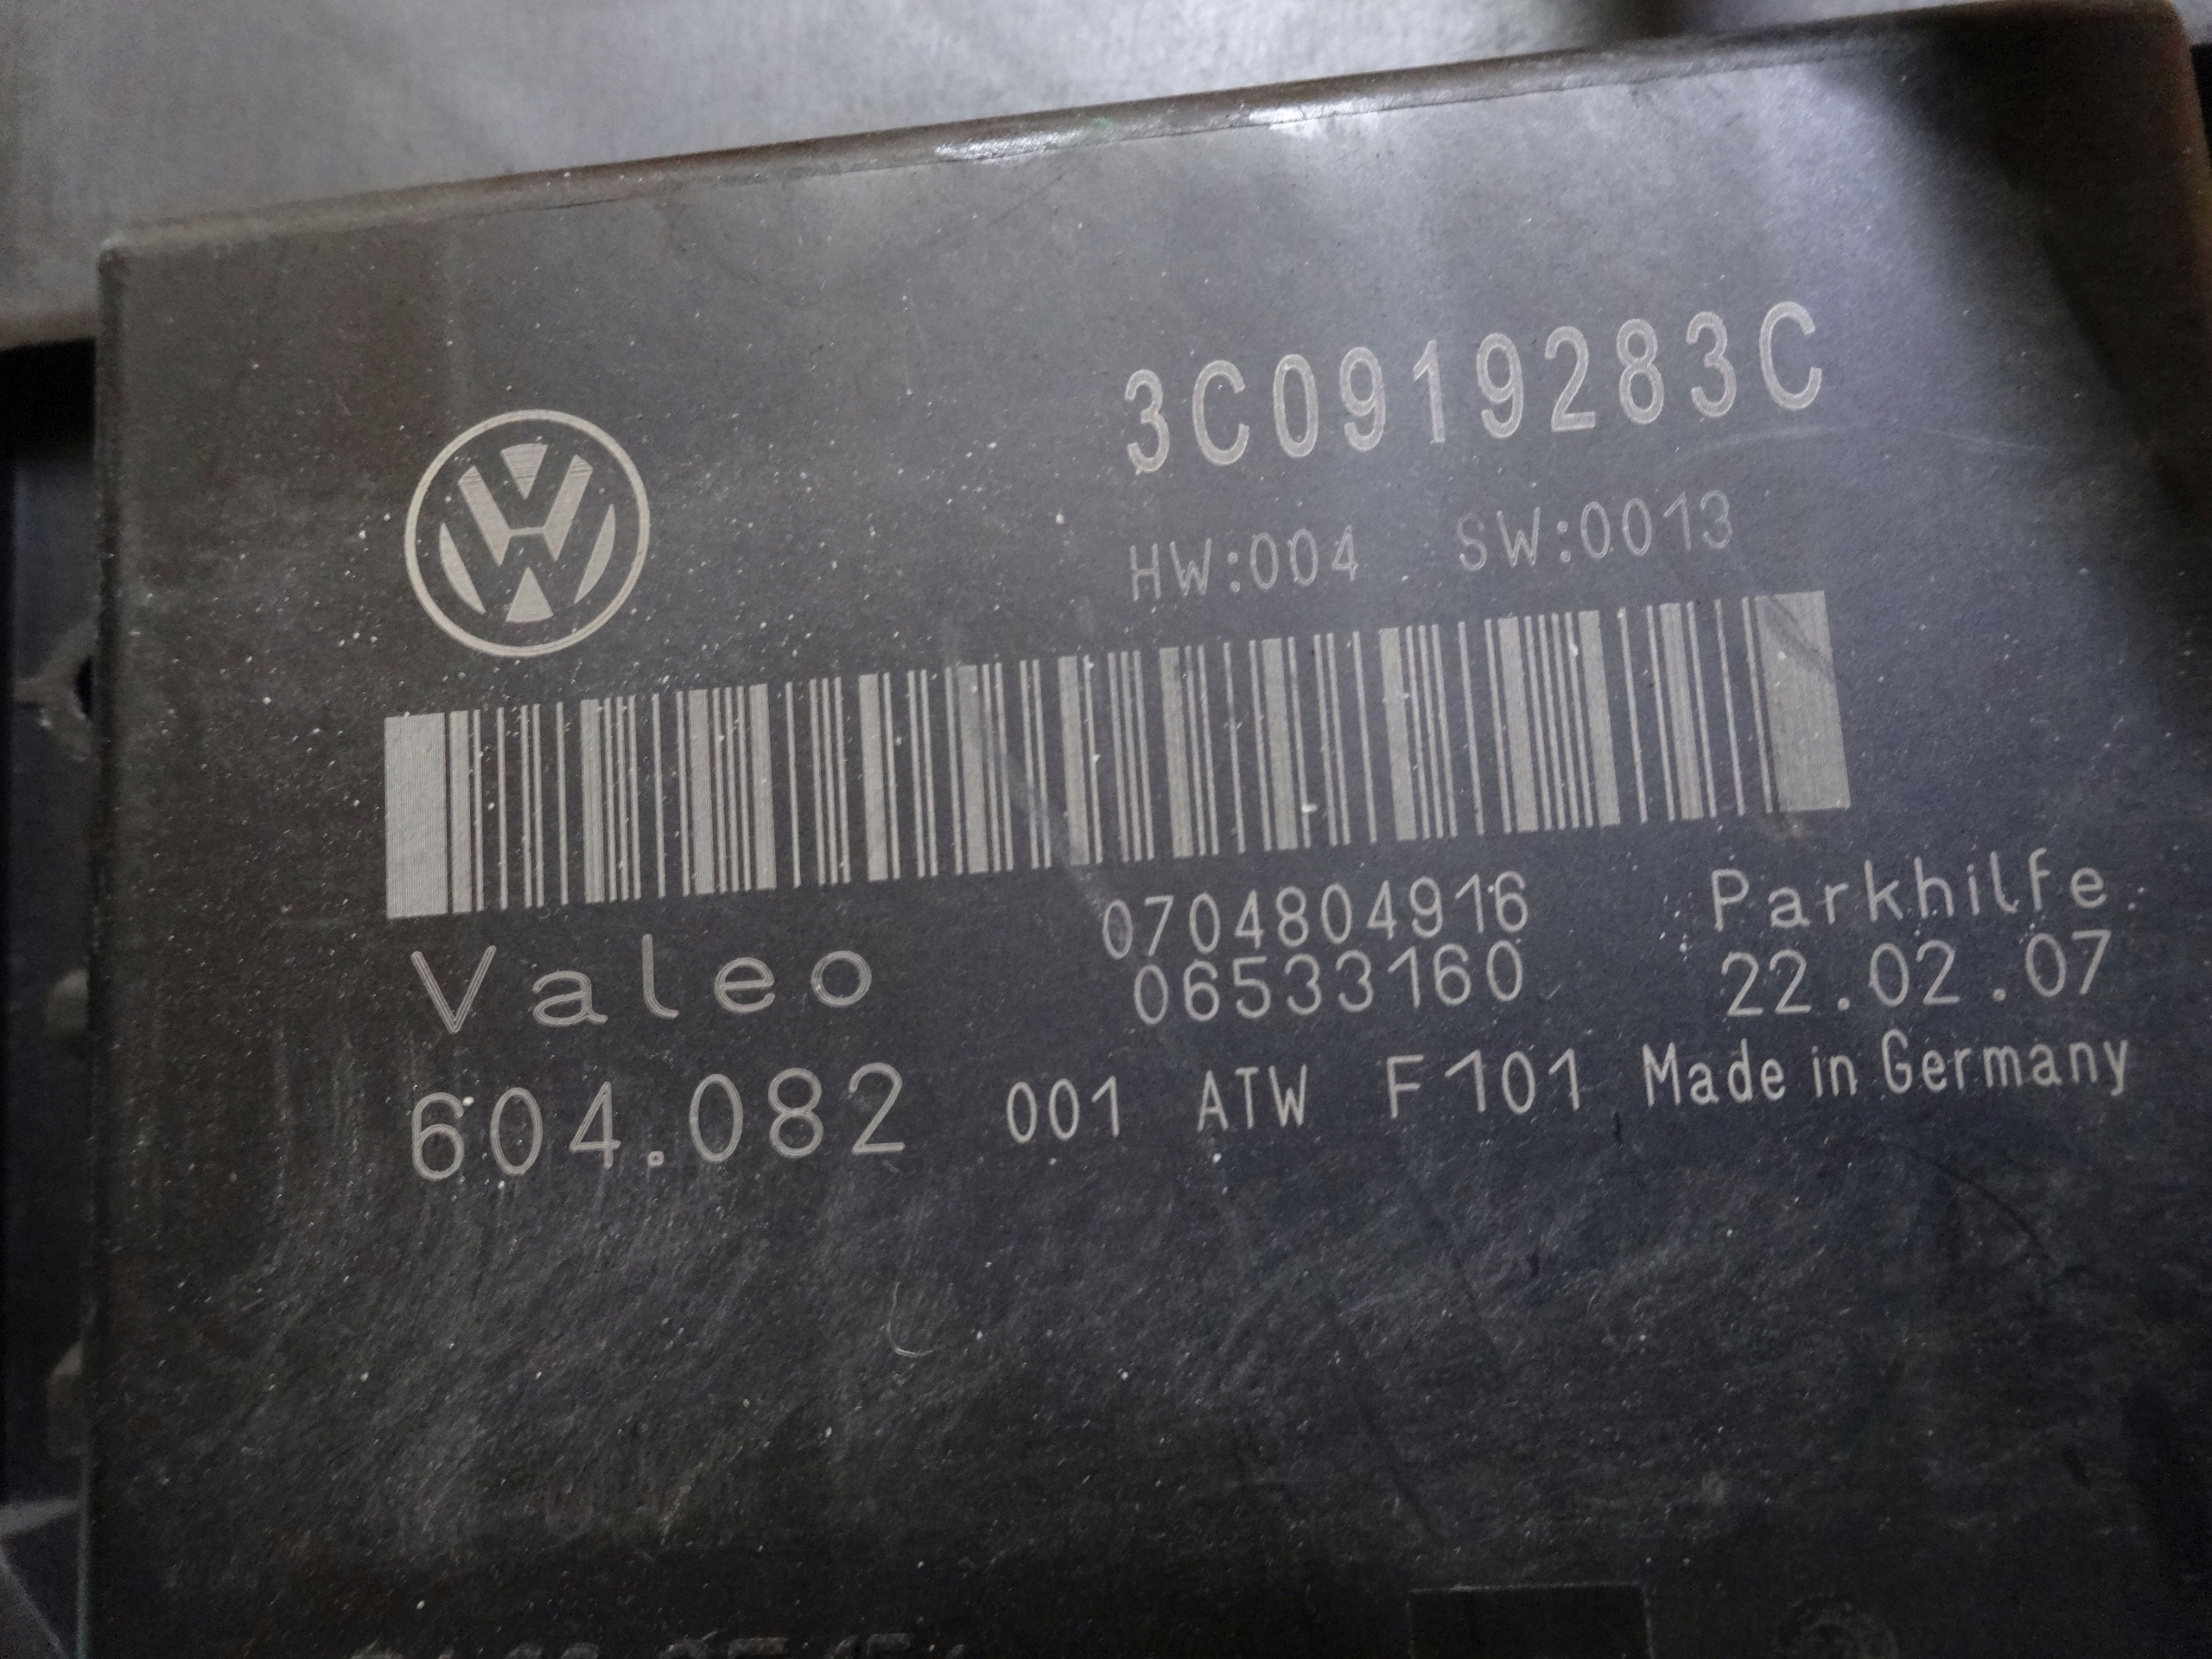 3C0919283C
HW:004 SW:0013
0704804916 Parkhilfe
Valeo 06533160 22.02.07
604.082 001 ATW F101 Made in Germany